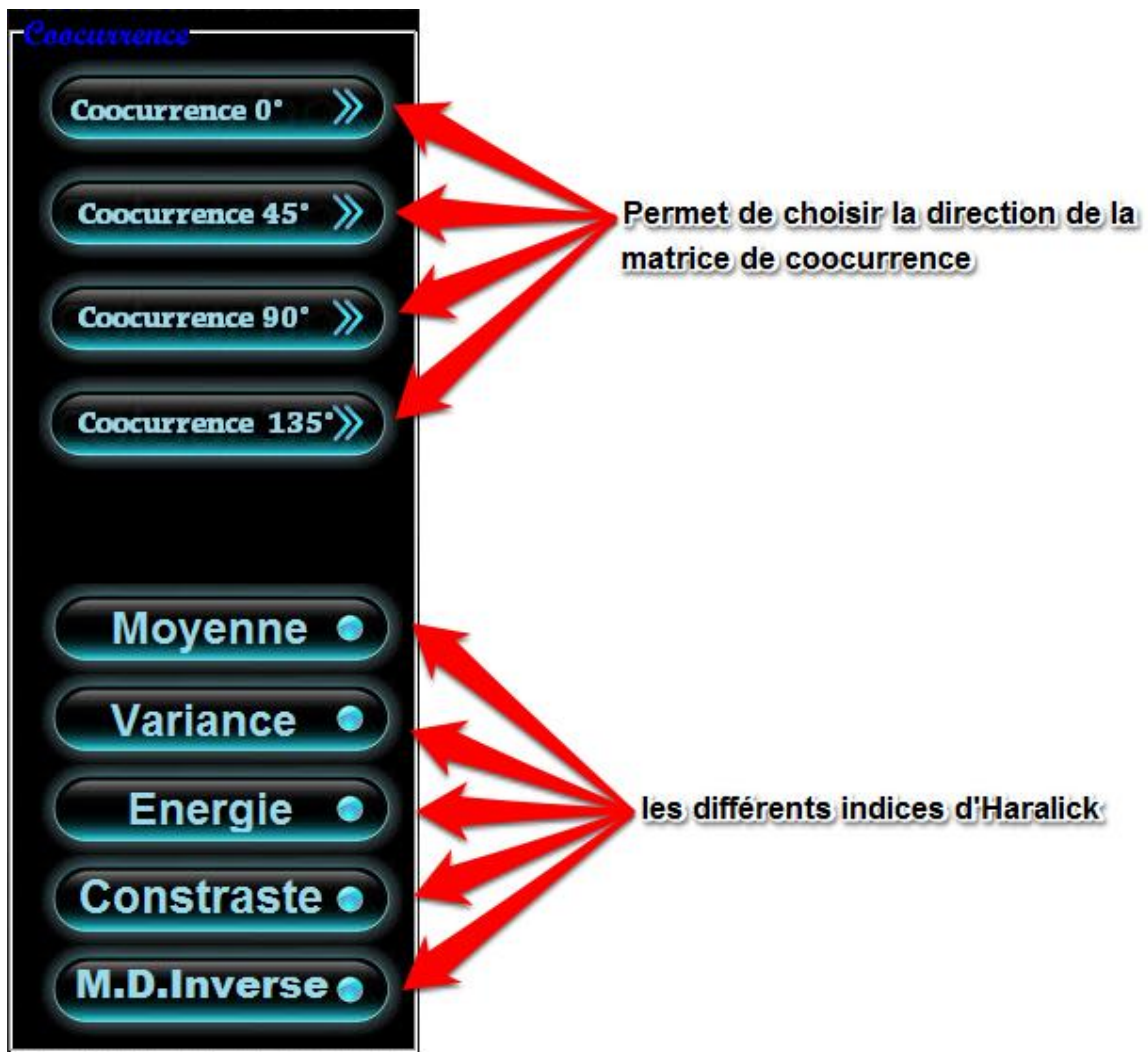 Coocurrence
Coocurrence 0°
Coocurrence 45°
Coocurrence 90°
Coocurrence 135°
Permet de choisir la direction de la
matrice de coocurrence
Moyenne
Variance
Energie
Constraste
M.D.Inverse
les différents indices d'Haralick